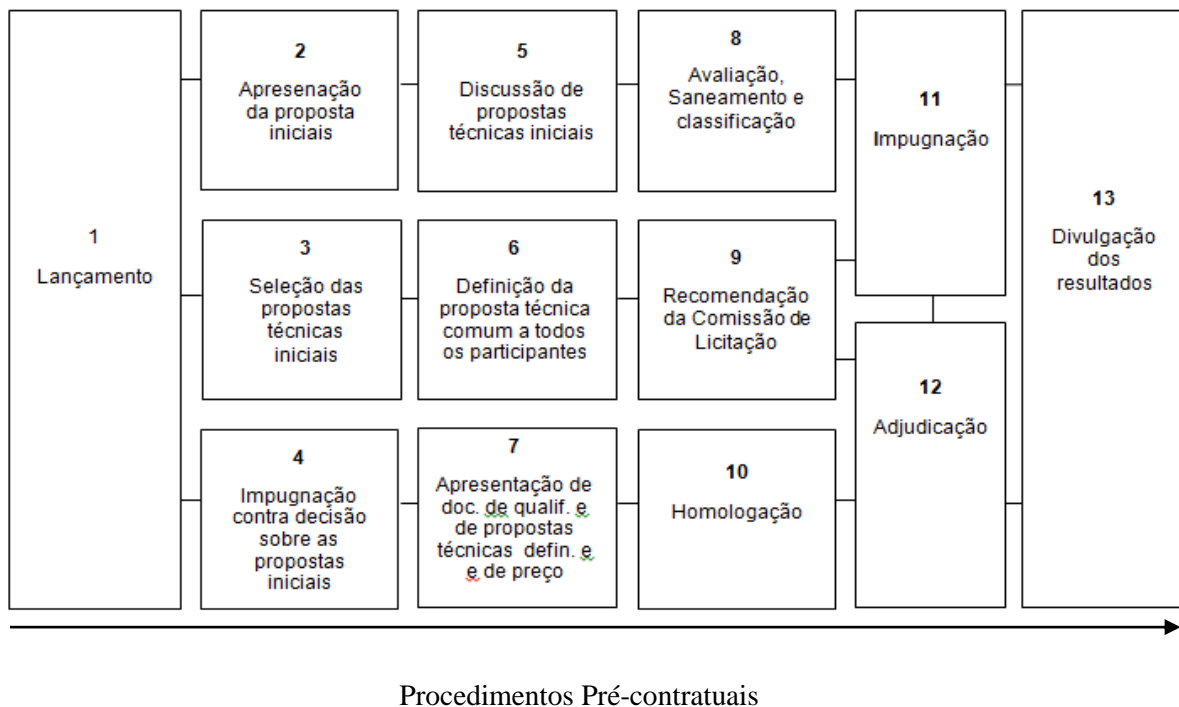 1
Lançamento
2
Apresenação
da proposta
iniciais
3
Seleção das
propostas
técnicas
iniciais
4
Impugnação
contra decisão
sobre as
propostas
iniciais
5
Discussão de
propostas
técnicas iniciais
6
Definição da
proposta técnica
comum a todos
os participantes
7
Apresentação de
doc. de qualif. e
de propostas
técnicas defin. e
e de preço
8
Avaliação,
Saneamento e
classificação
9
Recomendação
da Comissão de
Licitação
10
Homologação
11
Impugnação
12
Adjudicação
13
Divulgação
dos
resultados
Procedimentos Pré-contratuais